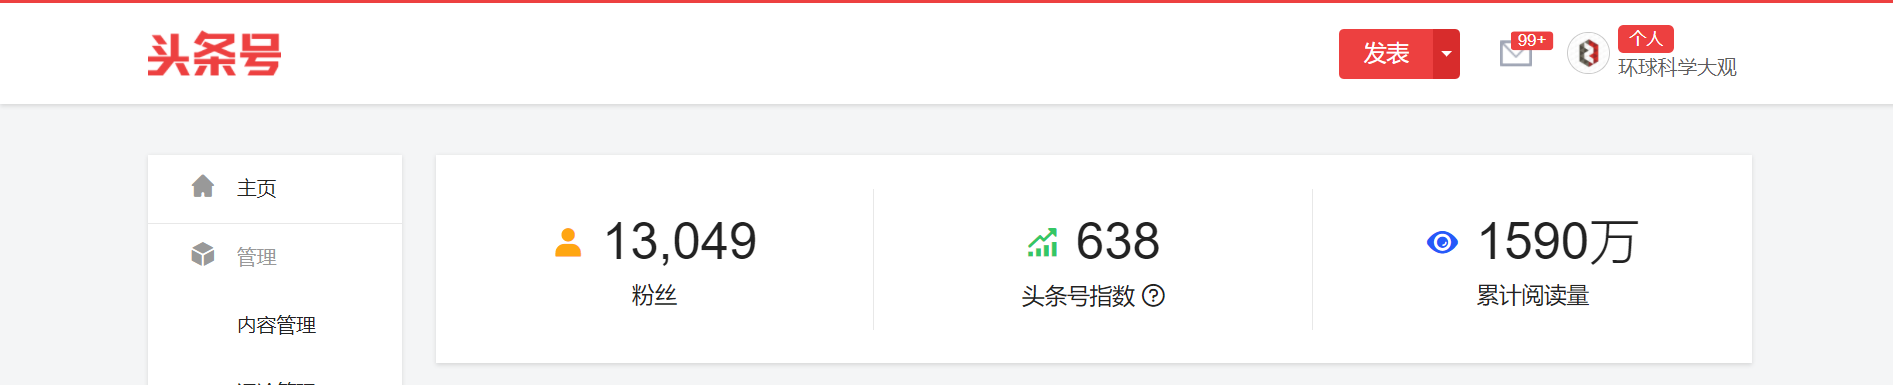 头条号
发表
99+
个人
环球科学大观
主页
管理
内容管理
13,049
粉丝
638
头条号指数
1590万
累计阅读量